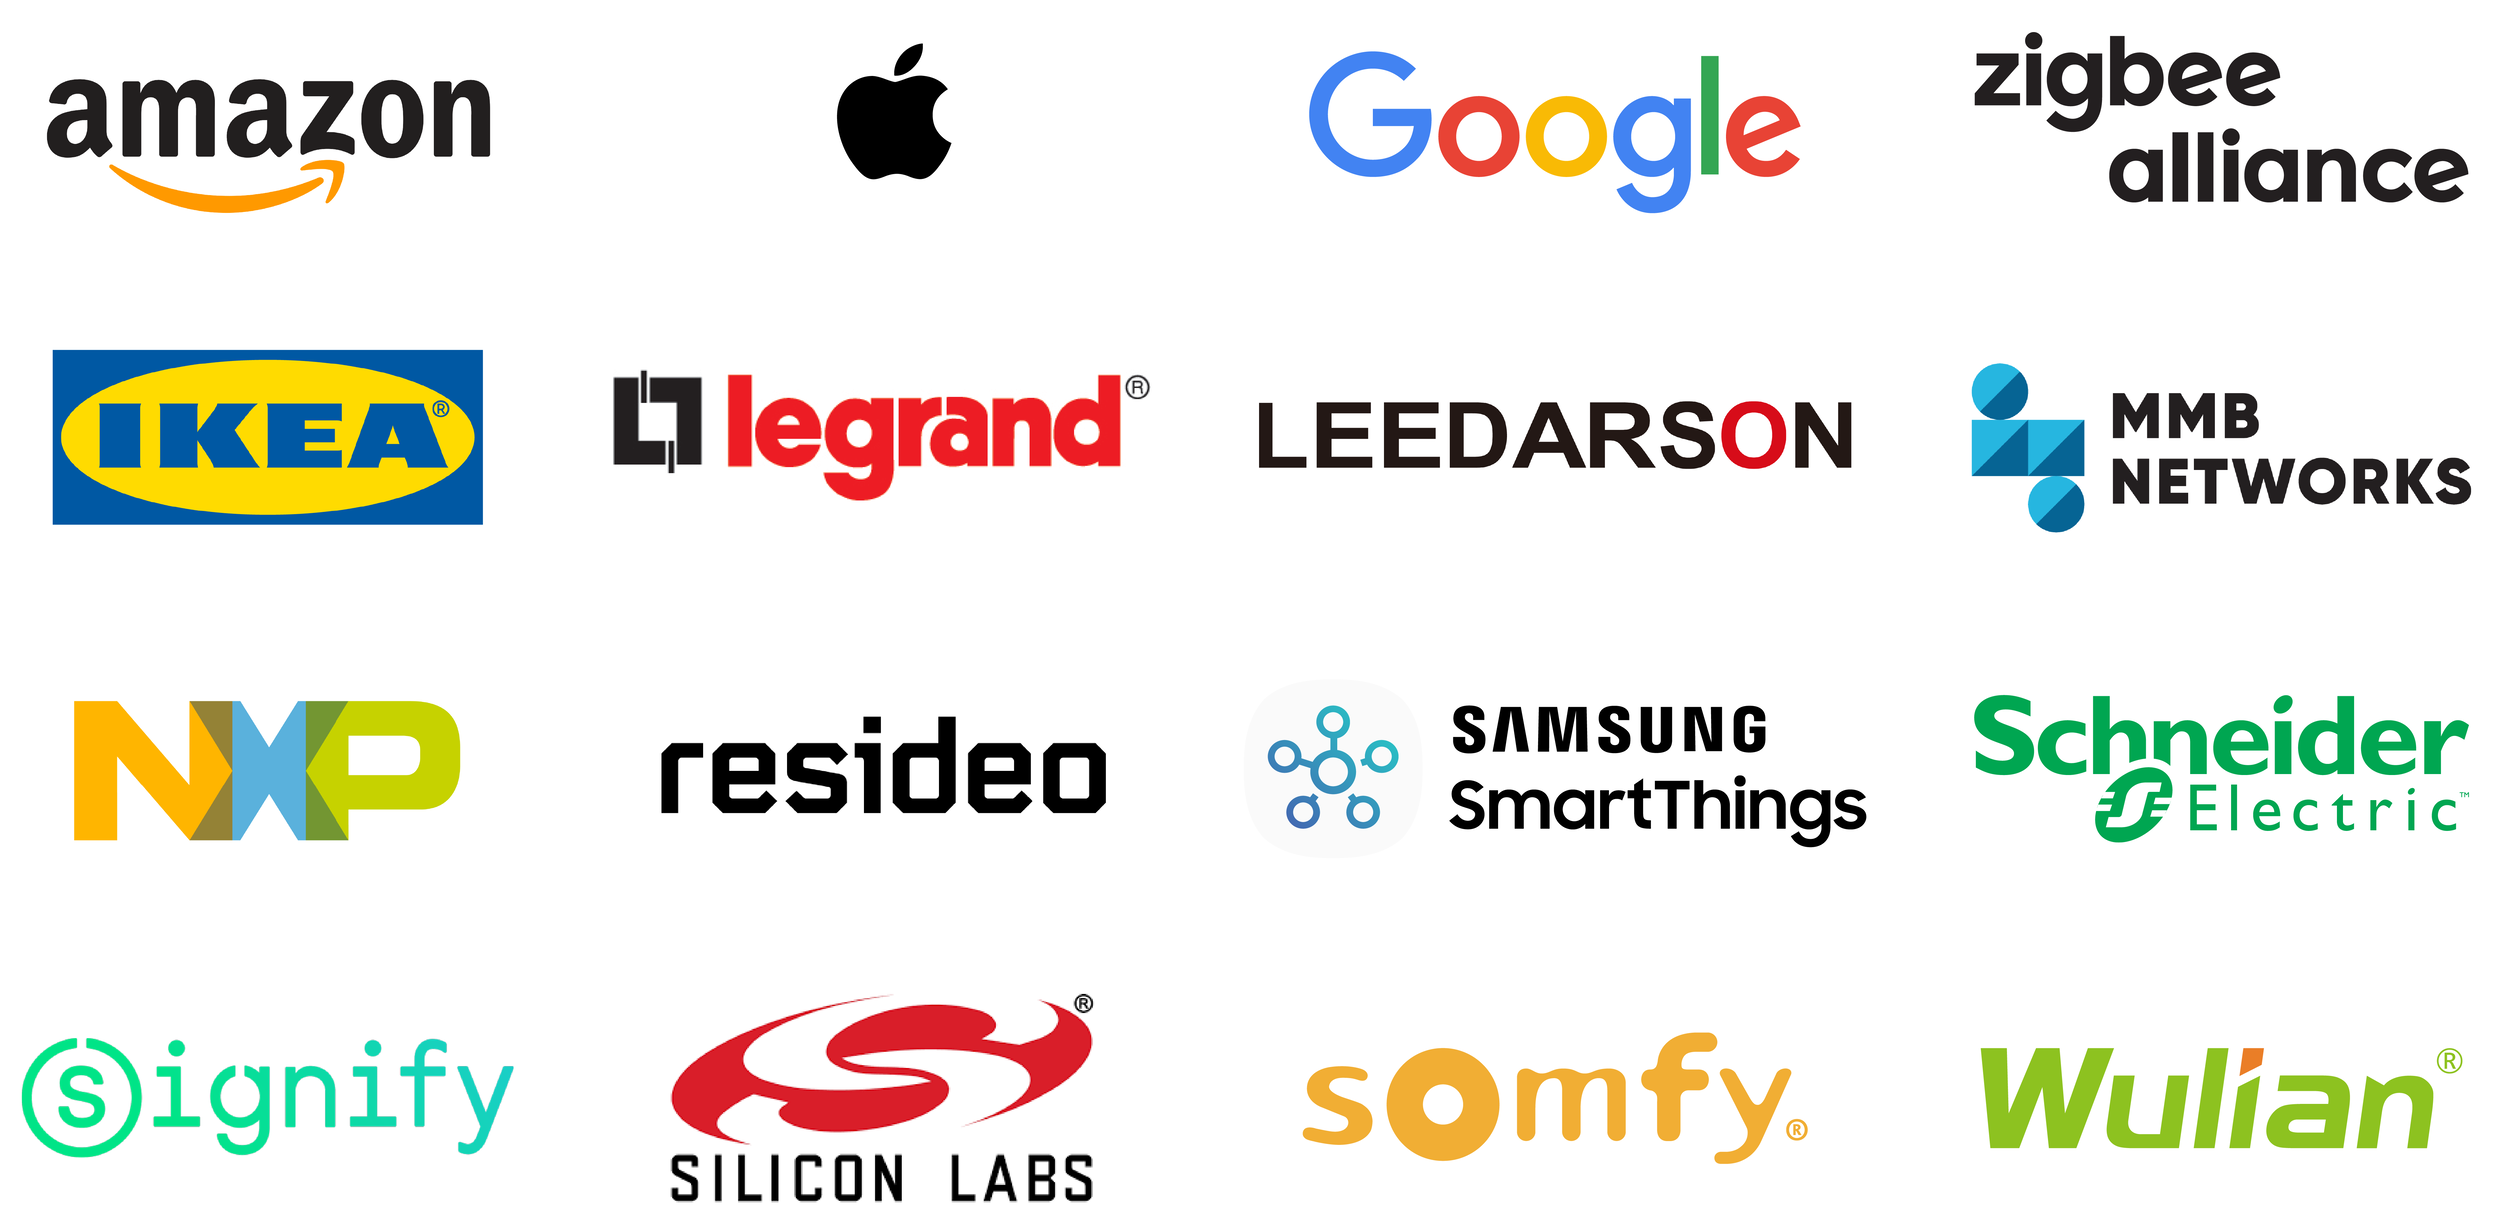 amazon
Google
zigbee
alliance
IKEA®
legrand®
LEEDARSON
MMB
NETWORKS
NXP
resideo
SAMSUNG
SmartThings
Schneider
Electric™
signify
SILICON LABS®
somfy®
Wulian®